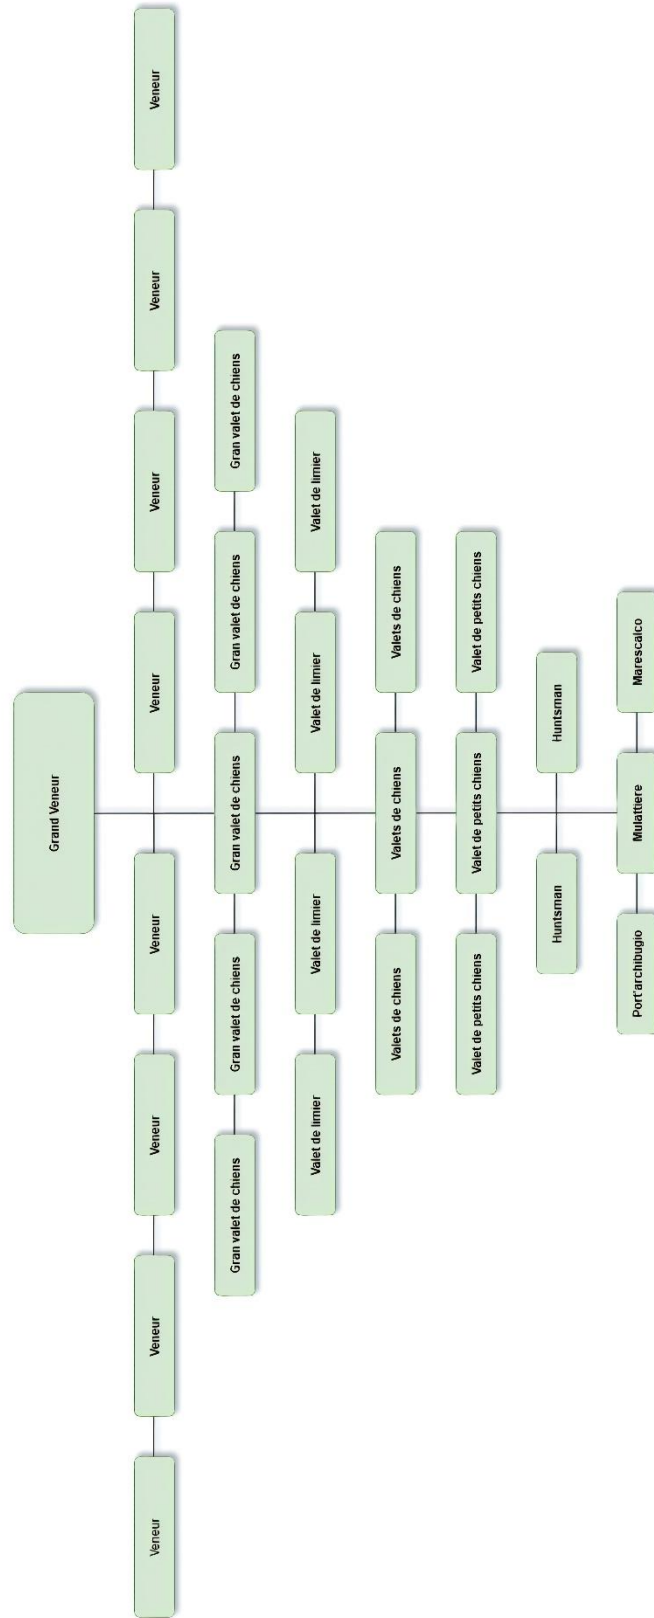 Grand Veneur
Veneur
Veneur
Veneur
Veneur
Veneur
Veneur
Veneur
Veneur
Gran valet de chiens
Gran valet de chiens
Gran valet de chiens
Gran valet de chiens
Gran valet de chiens
Valet de limier
Valet de limier
Valet de limier
Valet de limier
Valets de chiens
Valets de chiens
Valets de chiens
Valet de petits chiens
Valet de petits chiens
Valet de petits chiens
Huntsman
Huntsman
Port'archibugio
Mulattiere
Marescalco